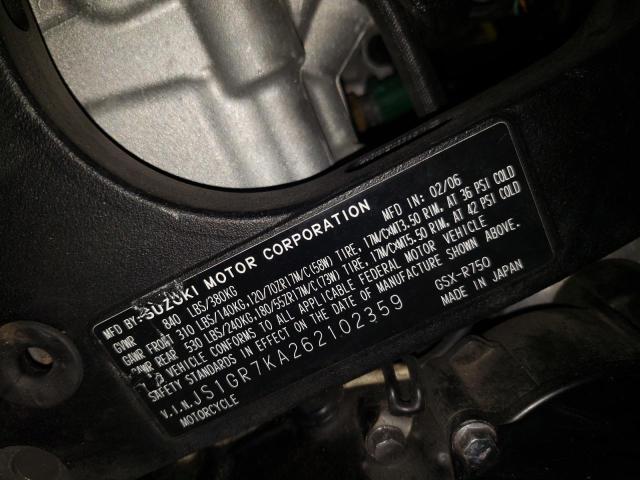 MFD BY: SUZUKI MOTOR CORPORATION MFD IN: 02/06
GVWR 840 LBS/380KG
GAWR FRONT 310 LBS/140KG,120/70ZR17M/C(58W) TIRE, 17M/CxMT3.50 RIM, AT 36 PSI COLD
GAWR REAR 530 LBS/240KG,180/55ZR17M/C(73W) TIRE, 17M/CxMT5.50 RIM, AT 42 PSI COLD
VEHICLE CONFORMS TO ALL APPLICABLE FEDERAL MOTOR VEHICLE
SAFETY STANDARDS IN EFFECT ON THE DATE OF MANUFACTURE SHOWN ABOVE.
V.I.N. JS1GR7KA262102359 GSX-R750
MOTORCYCLE MADE IN JAPAN